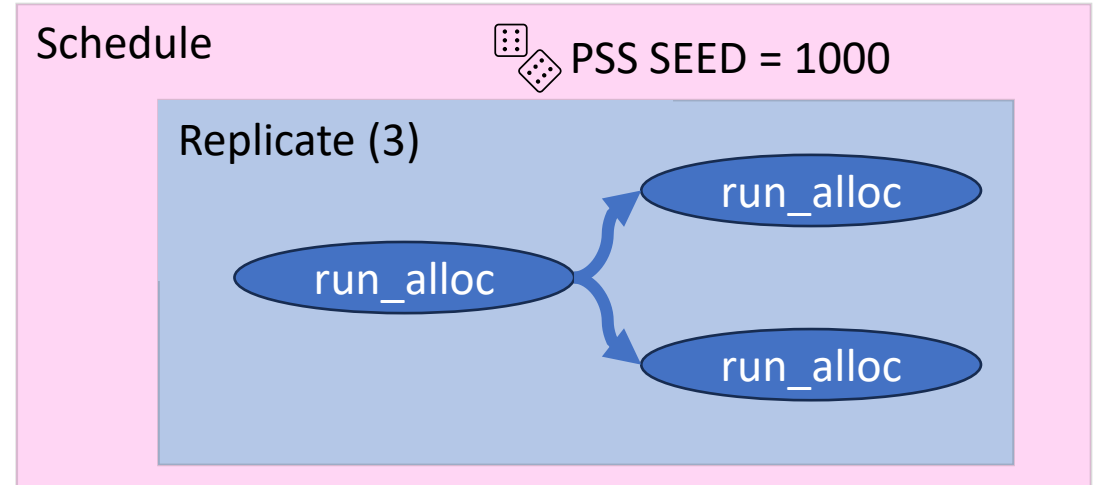 Schedule
PSS SEED = 1000
Replicate (3)
run_alloc
run_alloc
run_alloc